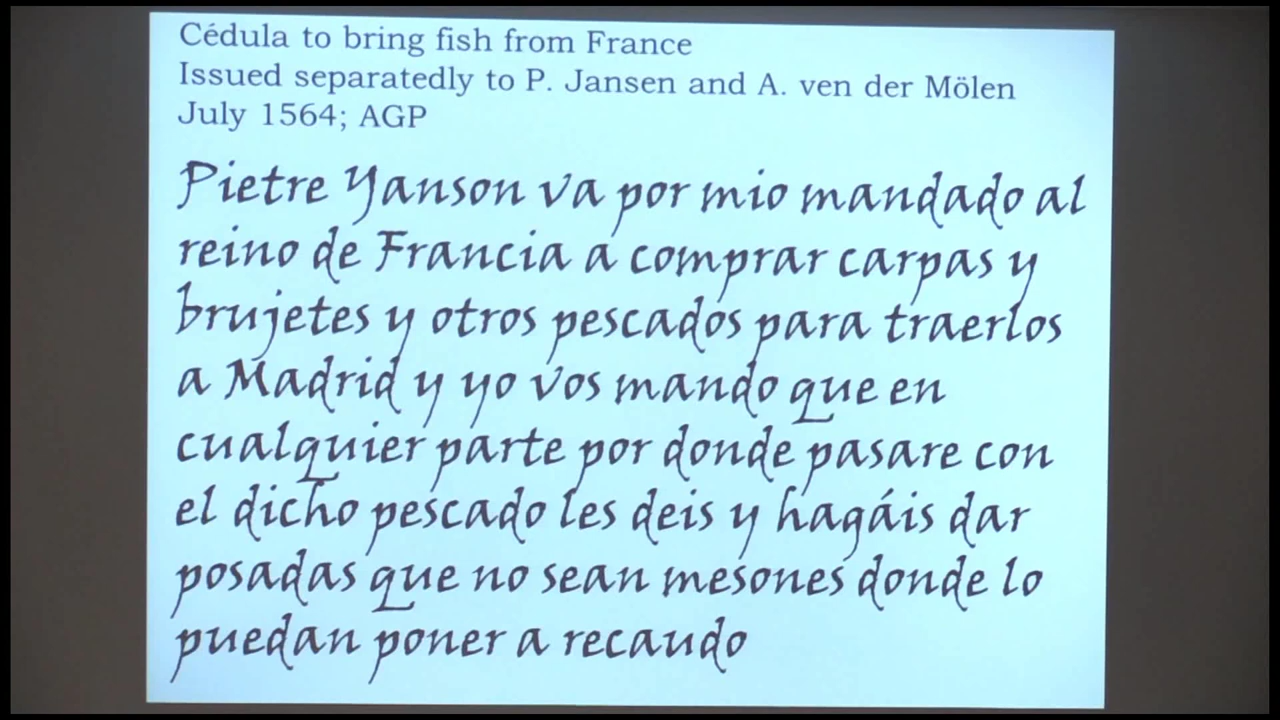 Cédula to bring fish from France
Issued separatedly to P. Jansen and A. ven der Mölen
July 1564; AGP
Pietre Yanson va por mio mandado al
reino de Francia a comprar carpas y
brujetes y otros pescados para traerlos
a Madrid y yo vos mando que en
cualquier parte por donde pasare con
el dicho pescado les deis y hagáis dar
posadas que no sean mesones donde lo
puedan poner a recaudo